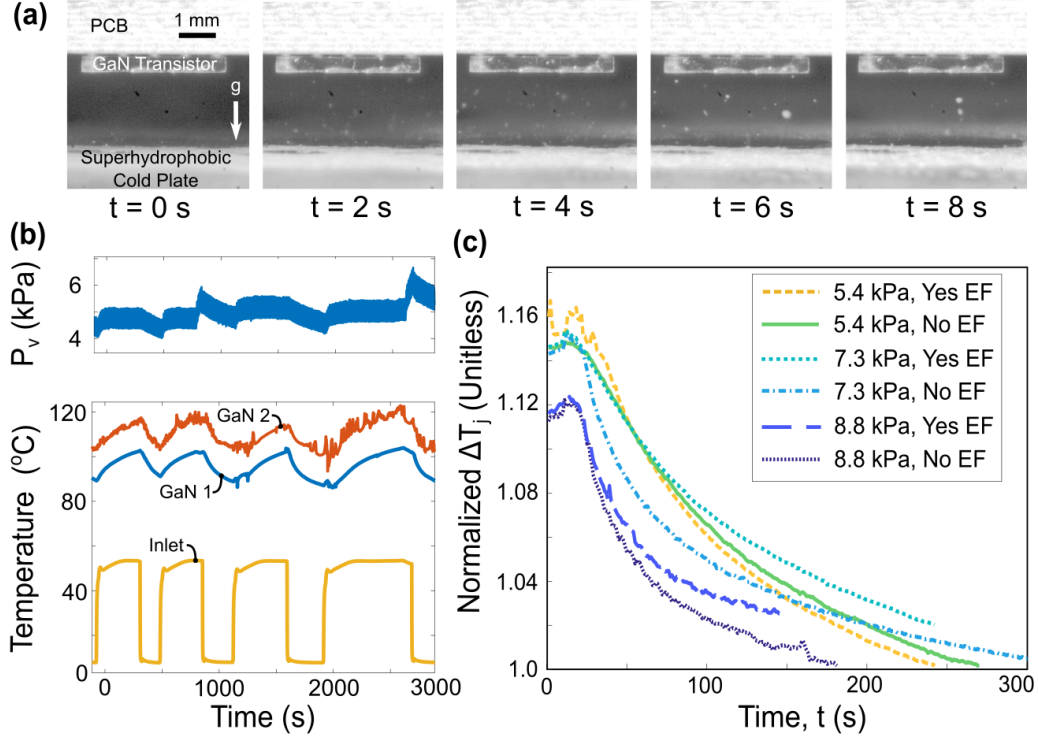 (a)
PCB
1 mm
GaN Transistor
g
Superhydrophobic
Cold Plate
t = 0 s
t = 2 s
t = 4 s
t = 6 s
t = 8 s
(b)
P_v (kPa)
6
4
Temperature (ºC)
120
80
40
0
GaN 2
GaN 1
Inlet
0
1000
2000
3000
Time (s)
(c)
Normalized ΔT_j (Unitless)
1.16
1.12
1.08
1.04
1.0
5.4 kPa, Yes EF
5.4 kPa, No EF
7.3 kPa, Yes EF
7.3 kPa, No EF
8.8 kPa, Yes EF
8.8 kPa, No EF
0
100
200
300
Time, t (s)